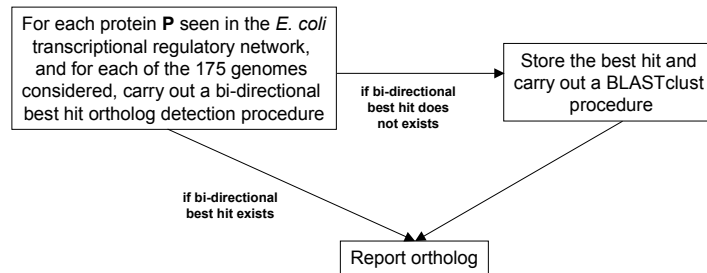 For each protein P seen in the E. coli
transcriptional regulatory network,
and for each of the 175 genomes
considered, carry out a bi-directional
best hit ortholog detection procedure
if bi-directional
best hit does
not exists
Store the best hit and
carry out a BLASTclust
procedure
if bi-directional
best hit exists
Report ortholog